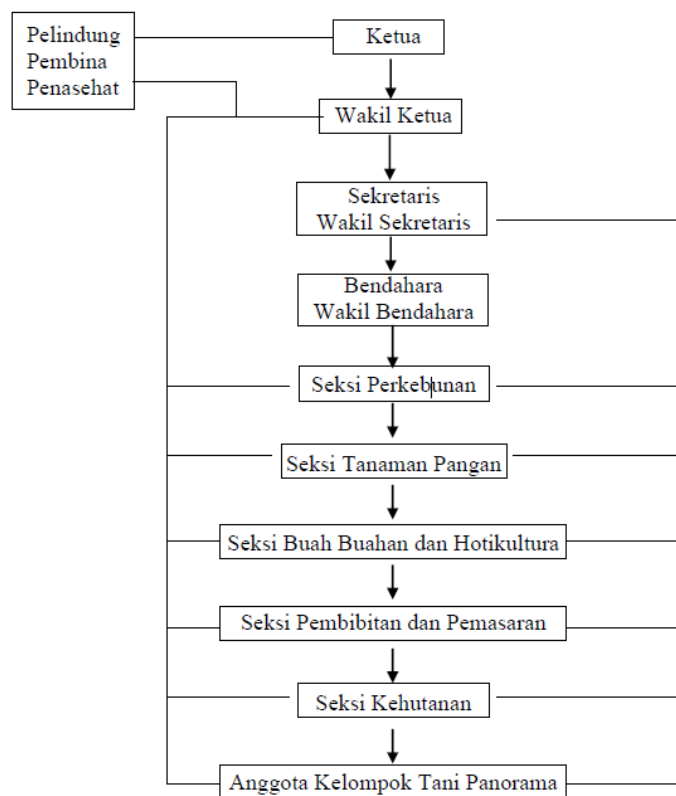 Pelindung
Pembina
Penasehat
Ketua
Wakil Ketua
Sekretaris
Wakil Sekretaris
Bendahara
Wakil Bendahara
Seksi Perkebunan
Seksi Tanaman Pangan
Seksi Buah Buahan dan Hotikultura
Seksi Pembibitan dan Pemasaran
Seksi Kehutanan
Anggota Kelompok Tani Panorama